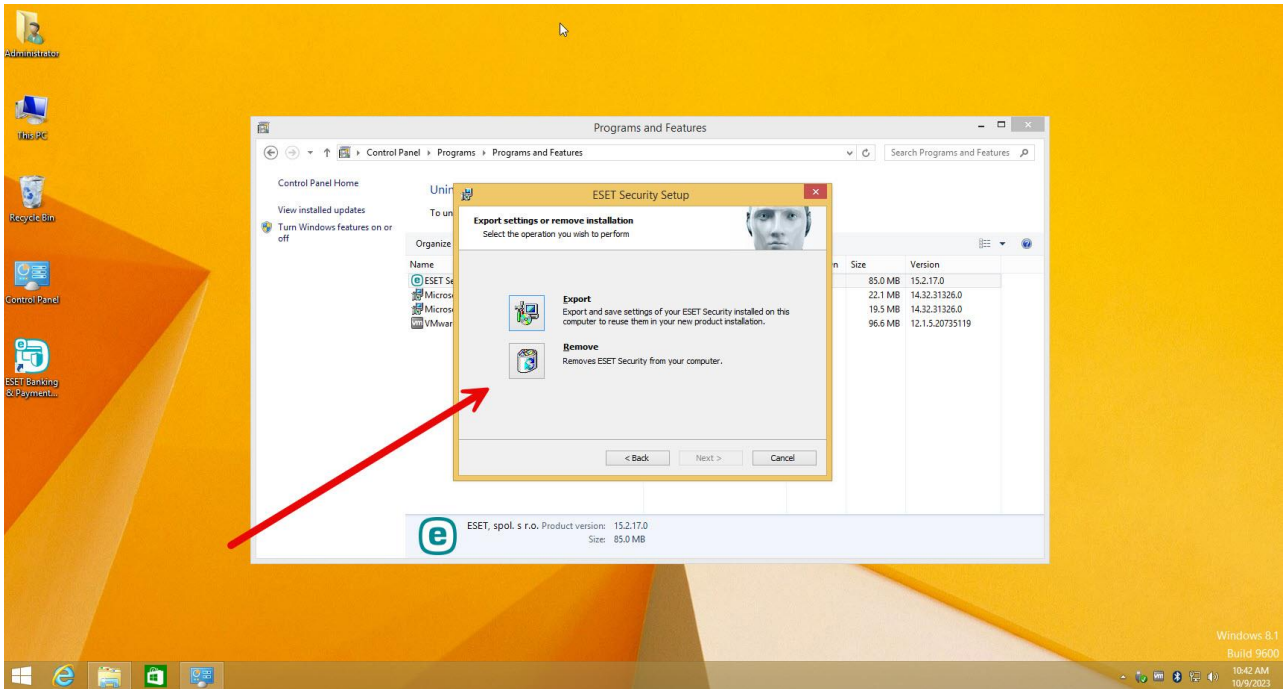 Administrator
This PC
Recycle Bin
Control Panel
ESET Banking
& Payment...
Programs and Features
Control Panel
Programs
Programs and Features
Search Programs and Features
Control Panel Home
View installed updates
Turn Windows features on or
off
Unin
To un
Organize
Name
Size
Version
ESET Se
85.0 MB
15.2.17.0
Micros
22.1 MB
14.32.31326.0
Micros
19.5 MB
14.32.31326.0
vm
VMwar
96.6 MB
12.1.5.20735119
ESET Security Setup
Export settings or remove installation
Select the operation you wish to perform
Export
Export and save settings of your ESET Security installed on this
computer to reuse them in your new product installation.
Remove
Removes ESET Security from your computer.
< Back
Next >
Cancel
e
ESET, spol. s r.o. Product version: 15.2.17.0
Size: 85.0 MB
Windows 8.1
Build 9600
10:42 AM
10/9/2023